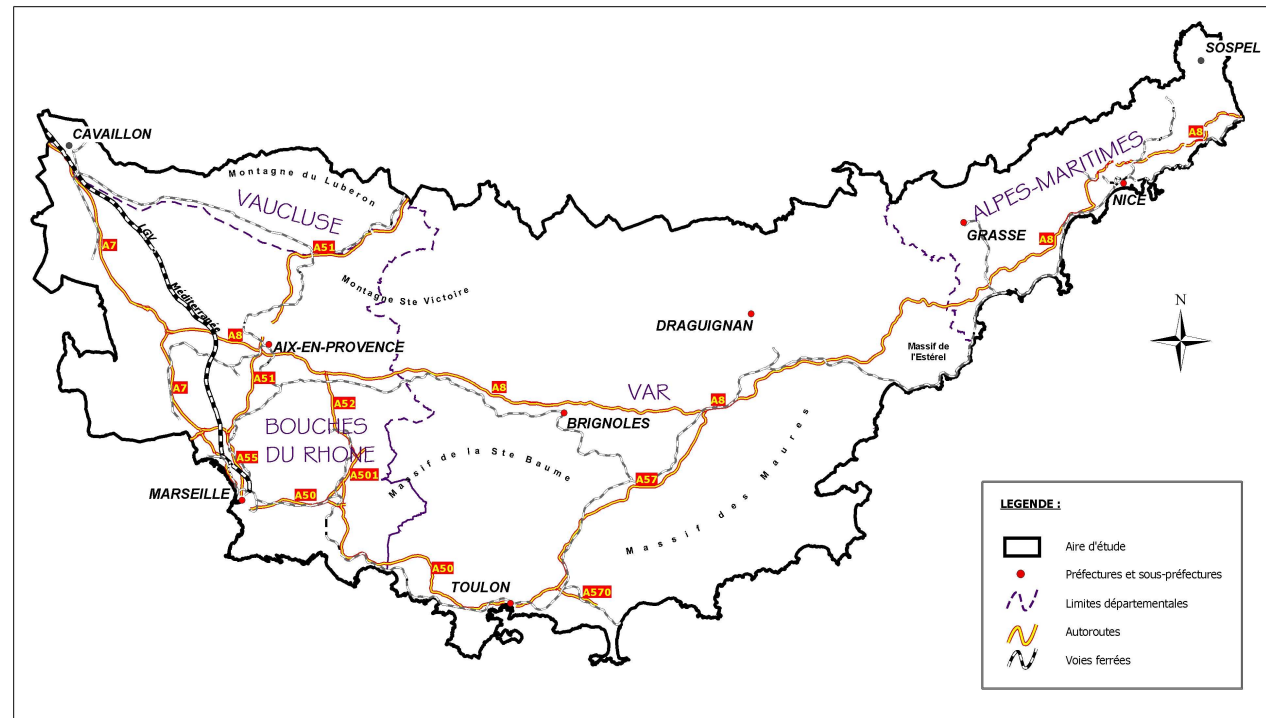 SOSPEL
CAVAILLON
A8
ALPES-MARITIMES
Montagne du Luberon
NICE
VAUCLUSE
GRASSE
LGV
Méditerranée
A7
A51
A8
Montagne Ste Victoire
N
DRAGUIGNAN
A8
AIX-EN-PROVENCE
Massif de
l'Estérel
A51
A7
A52
A8
VAR
A8
BRIGNOLES
BOUCHES
DU RHONE
Massif de la Ste Baume
A55
A501
A57
Massif des Maures
MARSEILLE
A50
A50
TOULON
A570
LEGENDE :
Aire d'étude
Préfectures et sous-préfectures
Limites départementales
Autoroutes
Voies ferrées